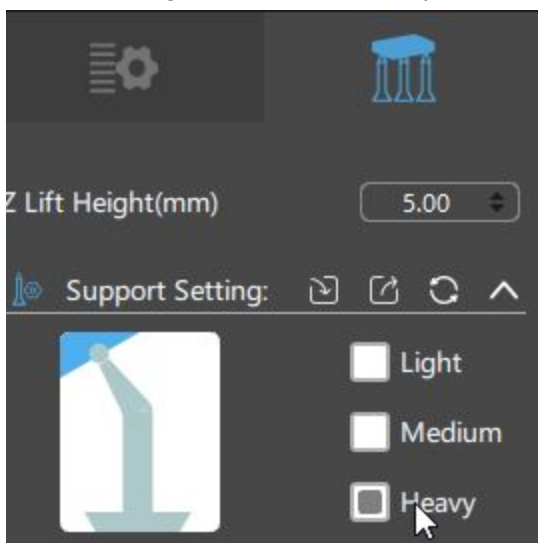 Z Lift Height(mm)
5.00
Support Setting:
Light
Medium
Heavy